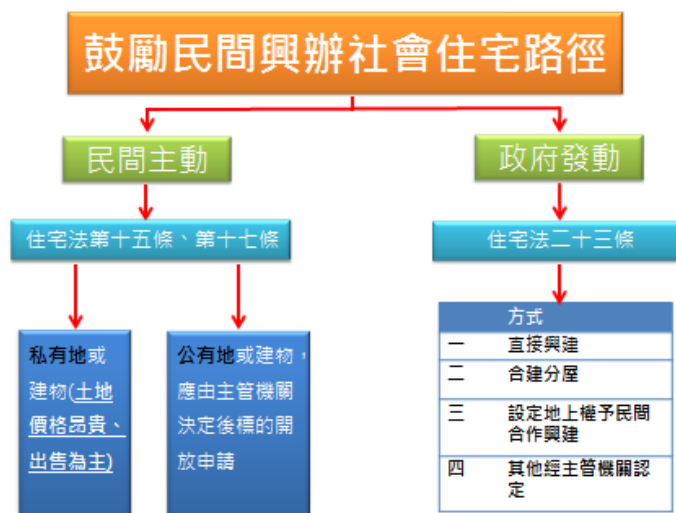 鼓勵民間興辦社會住宅路徑
民間主動
政府發動
住宅法第十五條、第十七條
住宅法二十三條
私有地或
建物(土地
價格昂貴、
出售為主)
公有地或建物，
應由主管機關
決定後標的開
放申請
方式
一 直接興建
二 合建分屋
三 設定地上權予民間
合作興建
四 其他經主管機關認
定